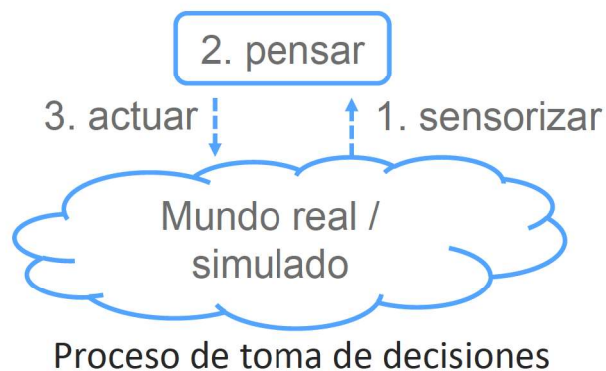 2. pensar
3. actuar
1. sensorizar
Mundo real /
simulado
Proceso de toma de decisiones